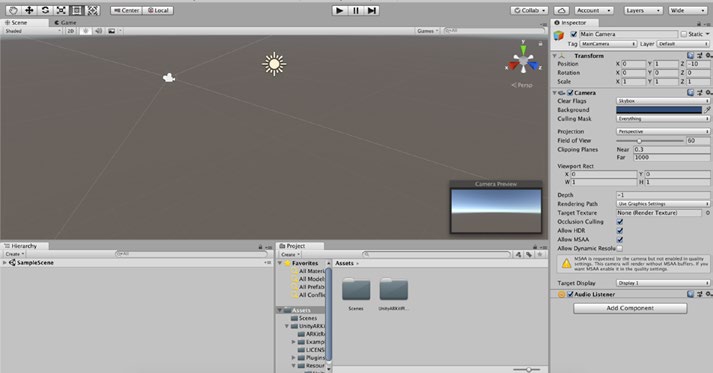 Center
Local
Collab
Account
Layers
Wide
Scene
Game
Shaded
2D
Gizmos
All
x
y
z
Persp
Camera Preview
Hierarchy
Create
All
SampleScene
Project
Create
Favorites
All Materia
All Models
All Prefab
All Conflic
Assets
Scenes
UnityARKit
Example
LICENS
Plugins
Resour
Assets
Scenes
UnityARKitPl...
Inspector
Main Camera
Static
Tag MainCamera Layer Default
Transform
Position X 0 Y 1 Z -10
Rotation X 0 Y 0 Z 0
Scale X 1 Y 1 Z 1
Camera
Clear Flags Skybox
Background
Culling Mask Everything
Projection Perspective
Field of View 60
Clipping Planes Near 0.3
Far 1000
Viewport Rect
X 0 Y 0
W 1 H 1
Depth -1
Rendering Path Use Graphics Settings
Target Texture None (Render Texture)
Occlusion Culling
Allow HDR
Allow MSAA
Allow Dynamic Resolu
MSAA is requested by the camera but not enabled in quality
settings. This camera will render without MSAA buffers. If you
want MSAA enable it in the quality settings.
Target Display Display 1
Audio Listener
Add Component